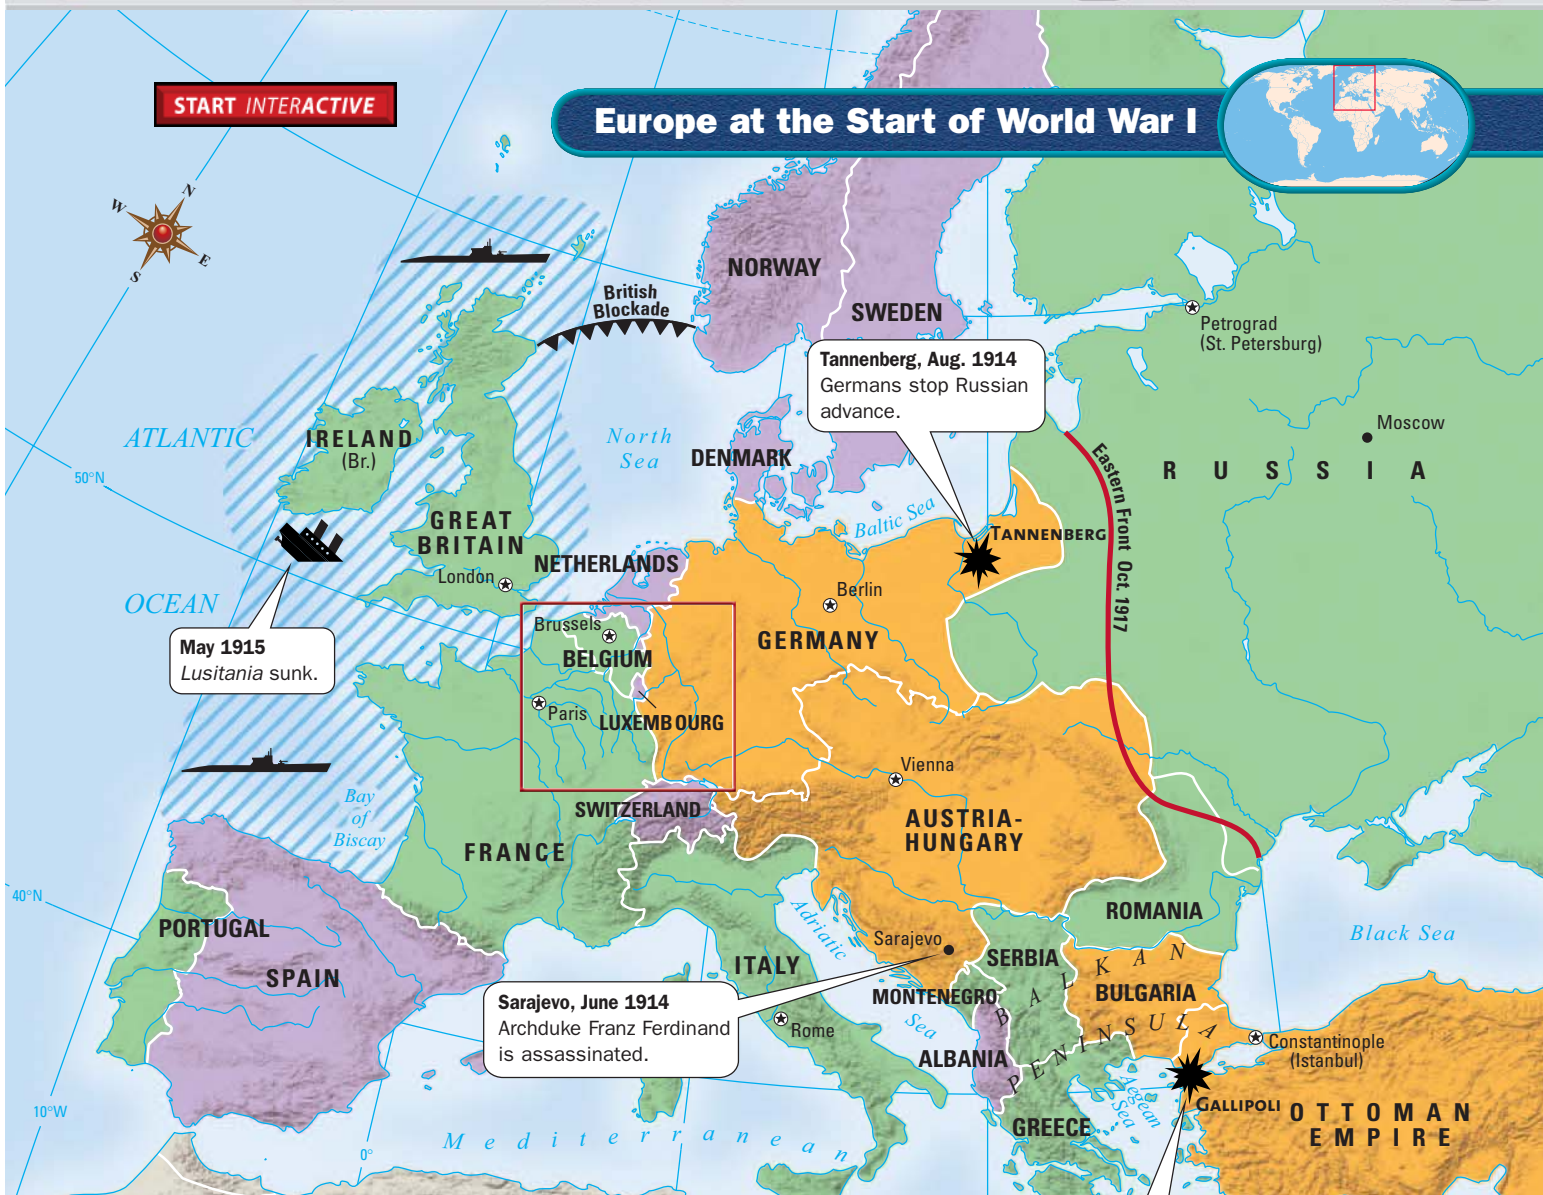 START INTERACTIVE
Europe at the Start of World War I
N
W
E
S
British
Blockade
NORWAY
SWEDEN
Petrograd
(St. Petersburg)
Tannenberg, Aug. 1914
Germans stop Russian
advance.
Moscow
ATLANTIC
IRELAND
(Br.)
North
Sea
DENMARK
RUSSIA
50°N
Eastern Front Oct. 1917
Baltic Sea
GREAT
BRITAIN
TANNENBERG
NETHERLANDS
London
Berlin
OCEAN
Brussels
GERMANY
May 1915
Lusitania sunk.
BELGIUM
Paris
LUXEMBOURG
Vienna
Bay
of
Biscay
SWITZERLAND
AUSTRIA-
HUNGARY
FRANCE
40°N
PORTUGAL
Adriatic
Sea
ROMANIA
Black Sea
Sarajevo
SERBIA
BALKAN
PENINSULA
ITALY
SPAIN
BULGARIA
MONTENEGRO
Sarajevo, June 1914
Archduke Franz Ferdinand
is assassinated.
Rome
Constantinople
(Istanbul)
ALBANIA
Aegean
Sea
GALLIPOLI
OTTOMAN
EMPIRE
10°W
GREECE
0°
Mediterranean